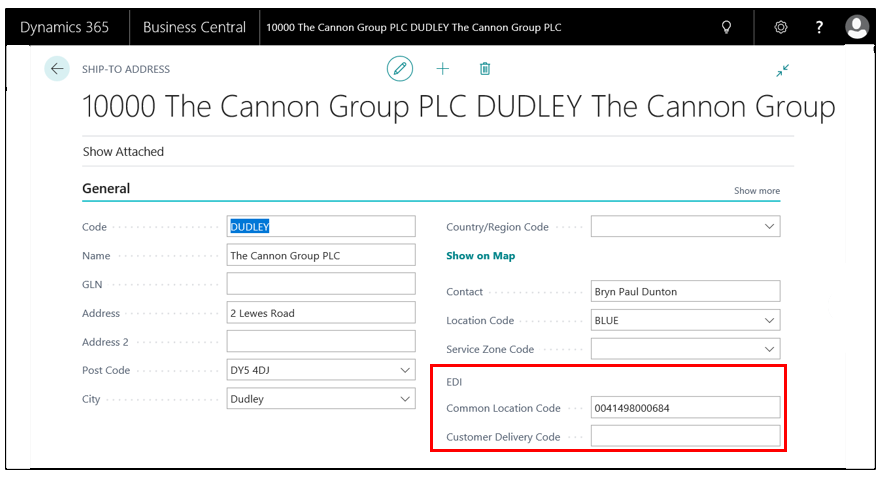 Dynamics 365 Business Central 10000 The Cannon Group PLC DUDLEY The Cannon Group PLC ?
SHIP-TO ADDRESS
10000 The Cannon Group PLC DUDLEY The Cannon Group
Show Attached
General Show more
Code DUDLEY
Name The Cannon Group PLC
GLN
Address 2 Lewes Road
Address 2
Post Code DY5 4DJ
City Dudley
Country/Region Code
Show on Map
Contact Bryn Paul Dunton
Location Code BLUE
Service Zone Code
EDI
Common Location Code 0041498000684
Customer Delivery Code